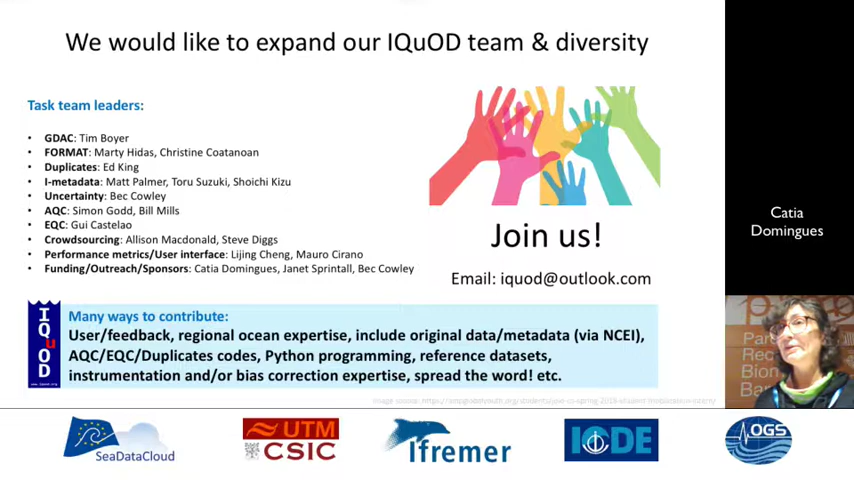 We would like to expand our IQuOD team & diversity
Task team leaders:
• GDAC: Tim Boyer
• FORMAT: Marty Hidas, Christine Coatanoan
• Duplicates: Ed King
• I-metadata: Matt Palmer, Toru Suzuki, Shoichi Kizu
• Uncertainty: Bec Cowley
• AQC: Simon Godd, Bill Mills
• EQC: Gui Castelao
• Crowdsourcing: Allison Macdonald, Steve Diggs
• Performance metrics/User interface: Lijing Cheng, Mauro Cirano
• Funding/Outreach/Sponsors: Catia Domingues, Janet Sprintall, Bec Cowley
Join us!
Email: iquod@outlook.com
Catia
Domingues
IQuOD
www.iquod.org
Many ways to contribute:
User/feedback, regional ocean expertise, include original data/metadata (via NCEI),
AQC/EQC/Duplicates codes, Python programming, reference datasets,
instrumentation and/or bias correction expertise, spread the word! etc.
SeaDataCloud
UTM
CSIC
Ifremer
IODE
OGS